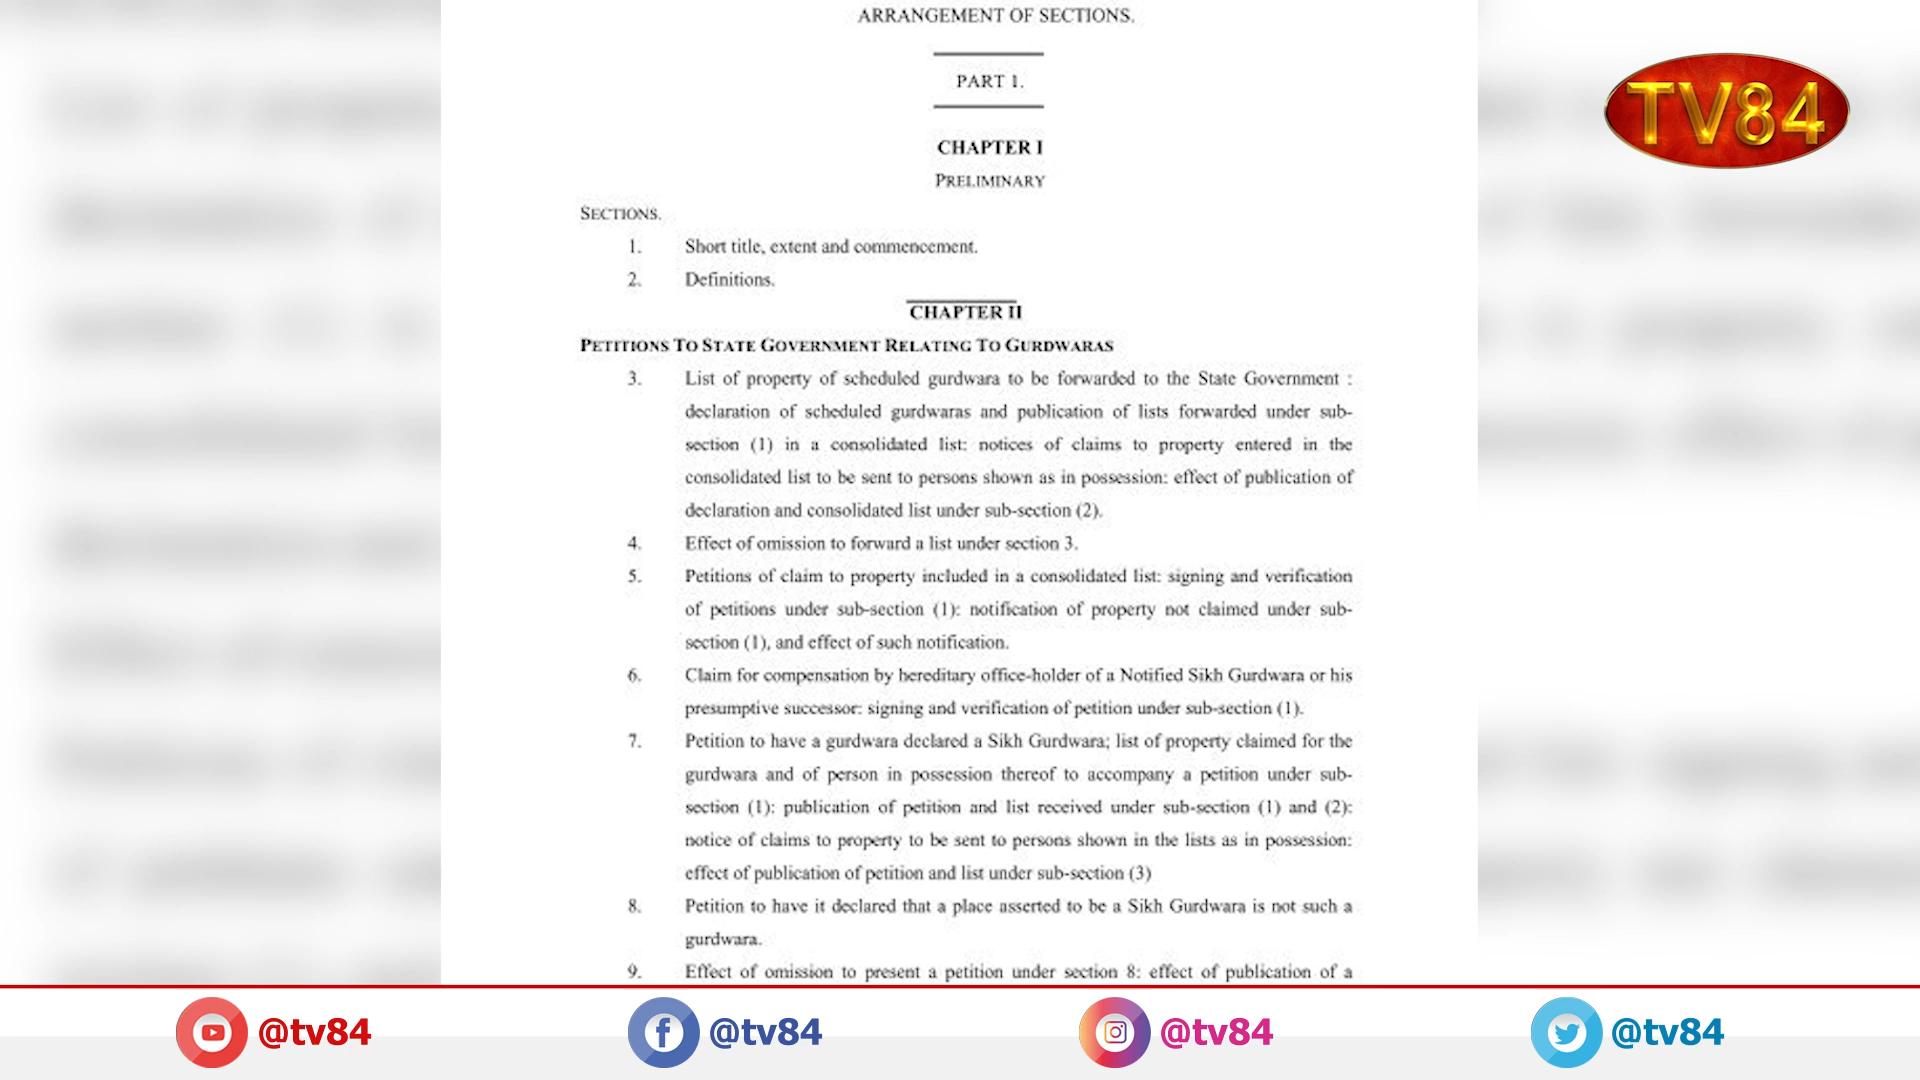 ARRANGEMENT OF SECTIONS.
PART 1.
CHAPTER I
PRELIMINARY
SECTIONS.
1. Short title, extent and commencement.
2. Definitions.
CHAPTER II
PETITIONS TO STATE GOVERNMENT RELATING TO GURDWARAS
3. List of property of scheduled gurdwara to be forwarded to the State Government :
declaration of scheduled gurdwaras and publication of lists forwarded under sub-
section (1) in a consolidated list: notices of claims to property entered in the
consolidated list to be sent to persons shown as in possession: effect of publication of
declaration and consolidated list under sub-section (2).
4. Effect of omission to forward a list under section 3.
5. Petitions of claim to property included in a consolidated list: signing and verification
of petitions under sub-section (1): notification of property not claimed under sub-
section (1), and effect of such notification.
6. Claim for compensation by hereditary office-holder of a Notified Sikh Gurdwara or his
presumptive successor: signing and verification of petition under sub-section (1).
7. Petition to have a gurdwara declared a Sikh Gurdwara; list of property claimed for the
gurdwara and of person in possession thereof to accompany a petition under sub-
section (1): publication of petition and list received under sub-section (1) and (2):
notice of claims to property to be sent to persons shown in the lists as in possession:
effect of publication of petition and list under sub-section (3)
8. Petition to have it declared that a place asserted to be a Sikh Gurdwara is not such a
gurdwara.
9. Effect of omission to present a petition under section 8: effect of publication of a
TV84
@tv84
@tv84
@tv84
@tv84